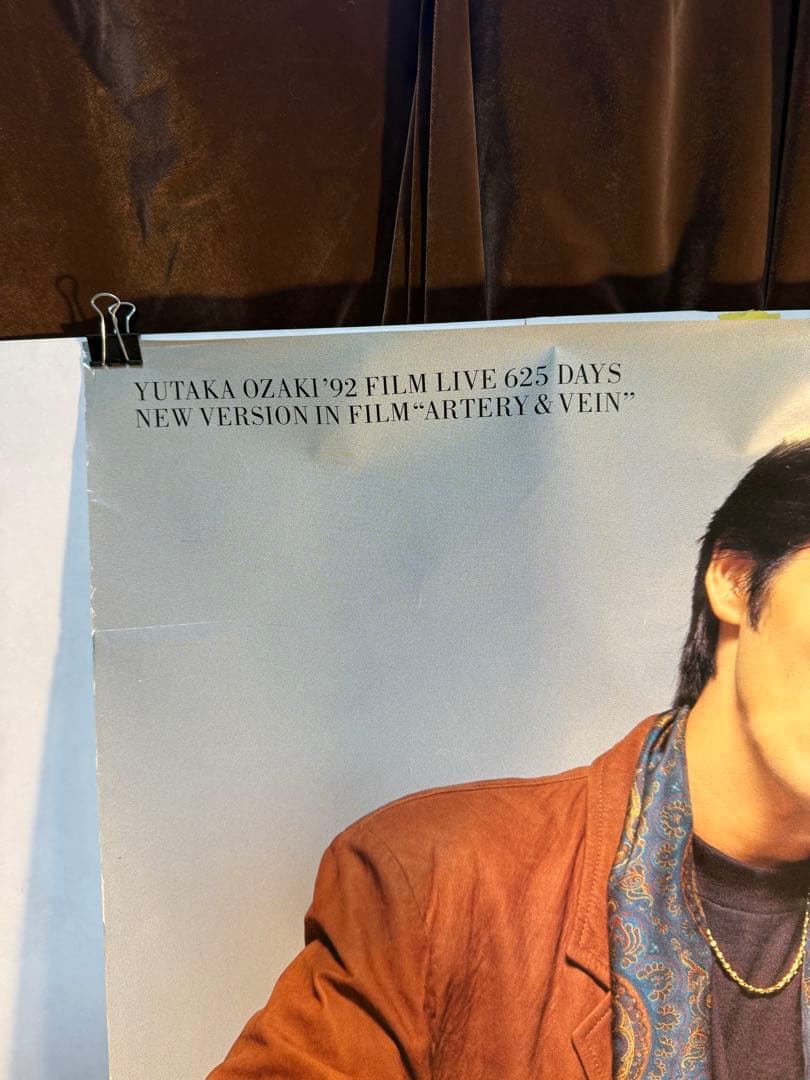 YUTAKA OZAKI '92 FILM LIVE 625 DAYS
NEW VERSION IN FILM “ARTERY & VEIN”